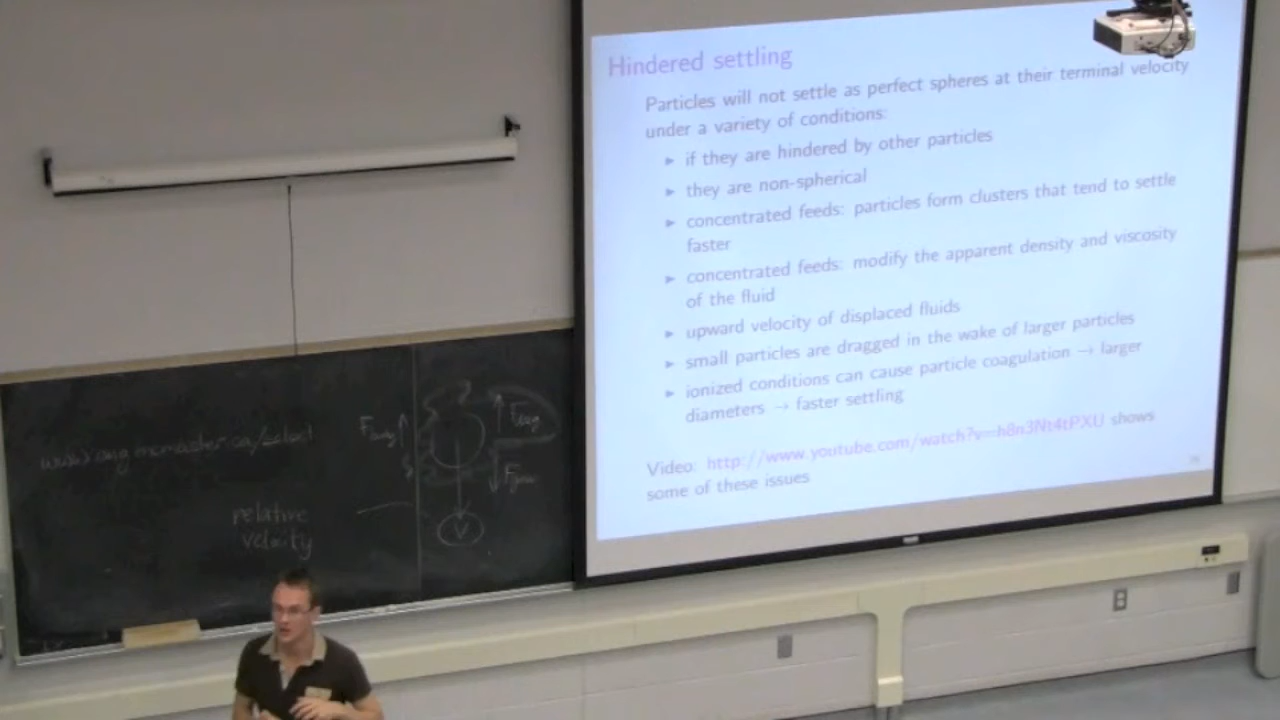 Hindered settling
Particles will not settle as perfect spheres at their terminal velocity
under a variety of conditions:
► if they are hindered by other particles
► they are non-spherical
► concentrated feeds: particles form clusters that tend to settle
faster
► concentrated feeds: modify the apparent density and viscosity
of the fluid
► upward velocity of displaced fluids
► small particles are dragged in the wake of larger particles
► ionized conditions can cause particle coagulation → larger
diameters → faster settling
Video: http://www.youtube.com/watch?v=h8n3Nt4tPXU shows
some of these issues
relative
velocity
V